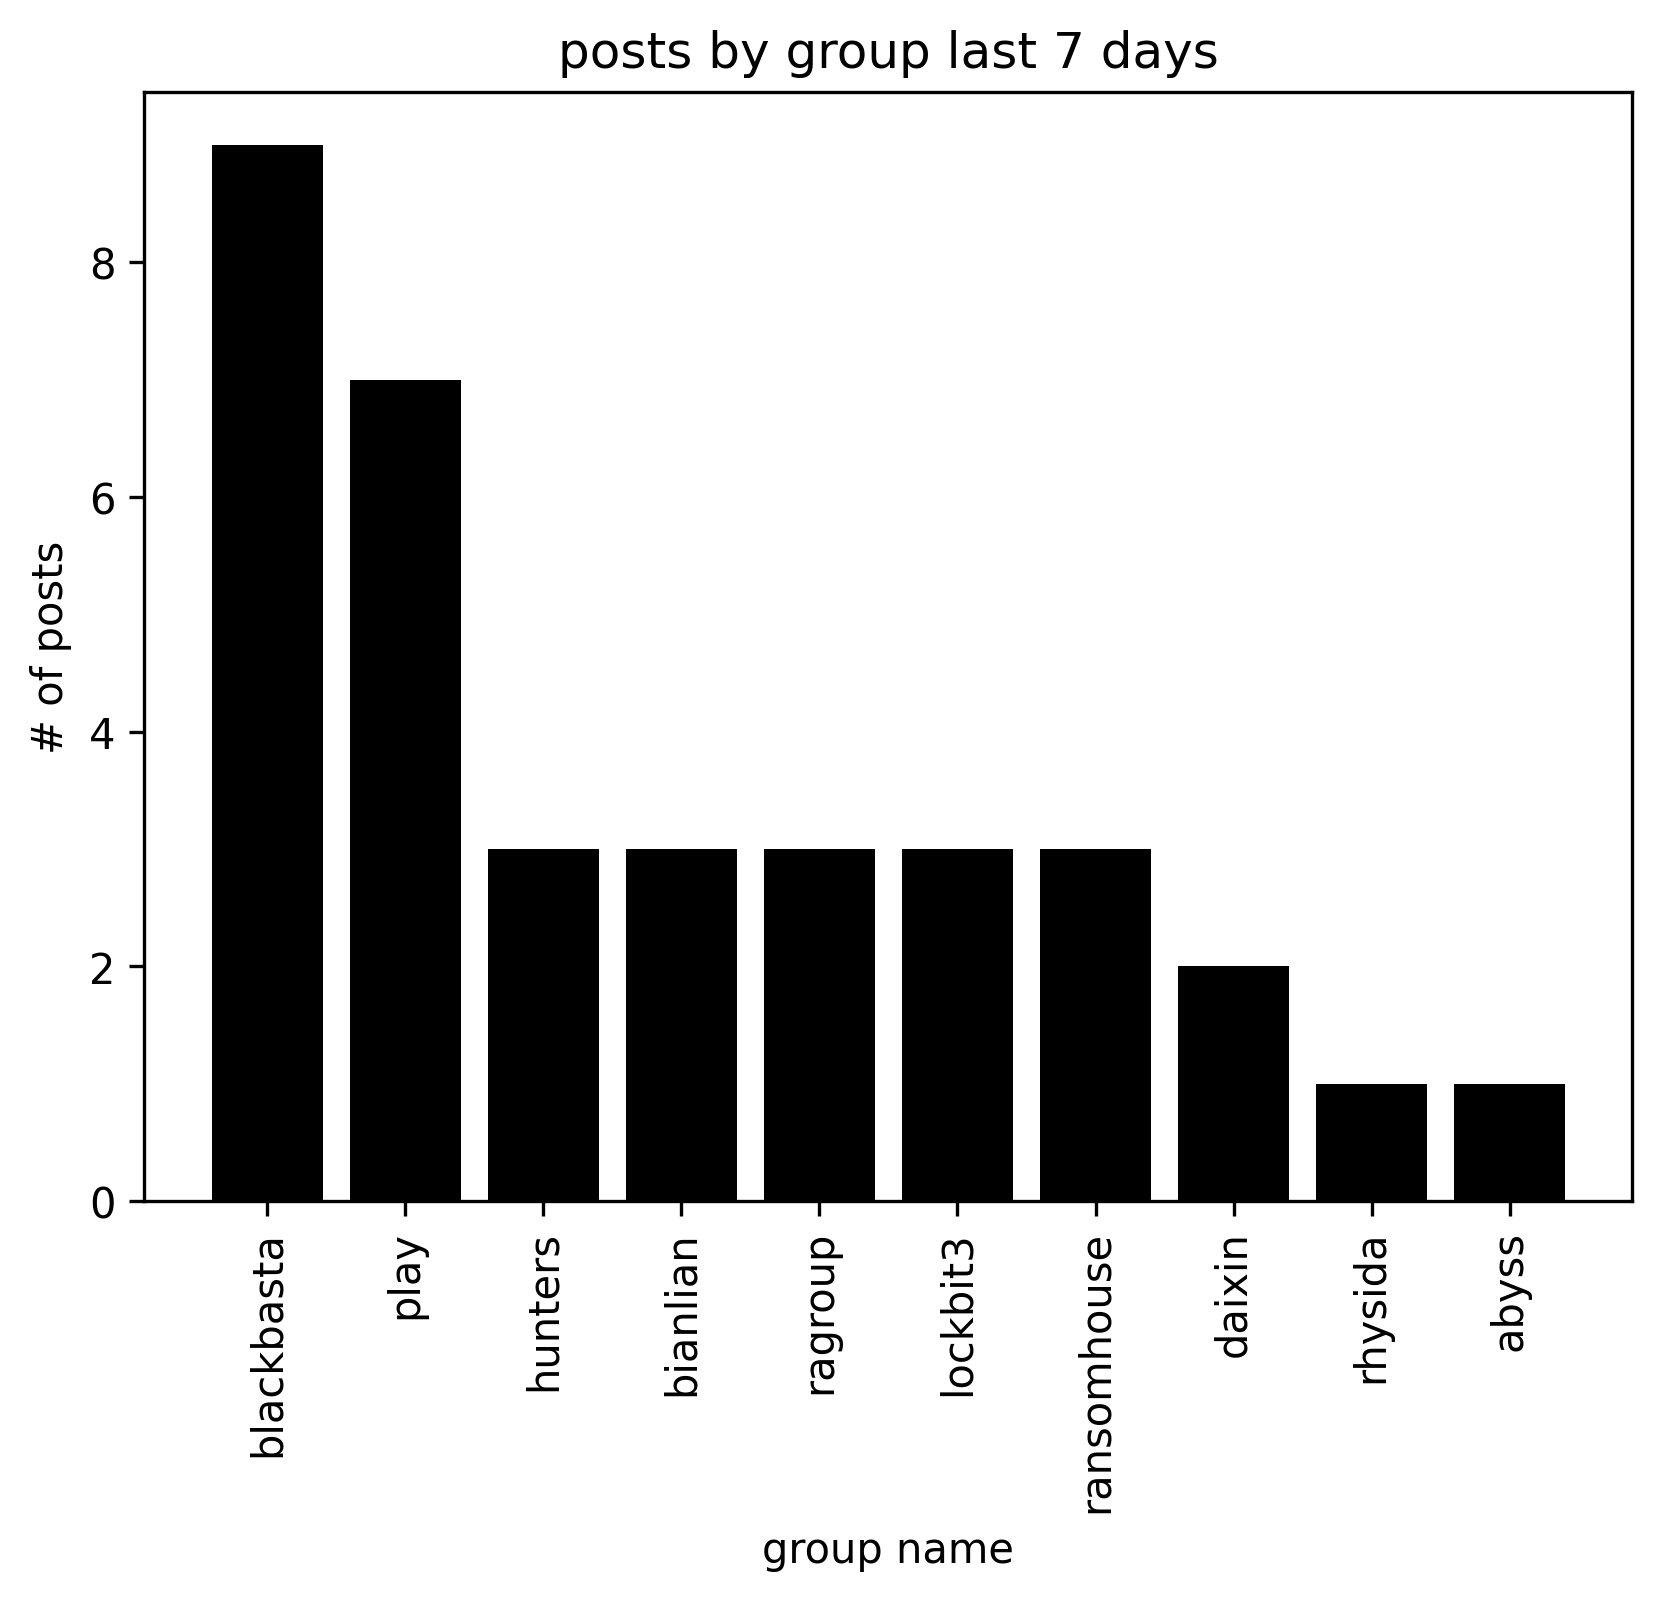 posts by group last 7 days
# of posts
8
6
4
2
0
blackbasta
play
hunters
bianlian
ragroup
lockbit3
ransomhouse
daixin
rhysida
abyss
group name